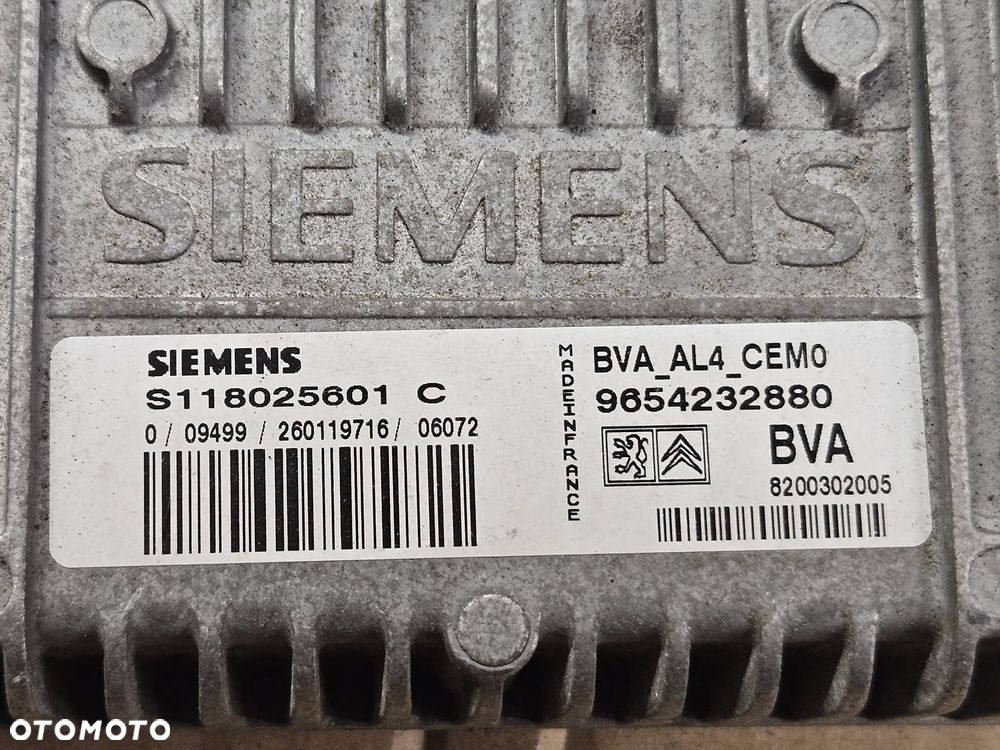 SIEMENS
SIEMENS
S118025601 C
0 / 09499 / 260119716 / 06072
MADEINFRANCE
BVA_AL4_CEM0
9654232880
BVA
8200302005
OTOMOTO